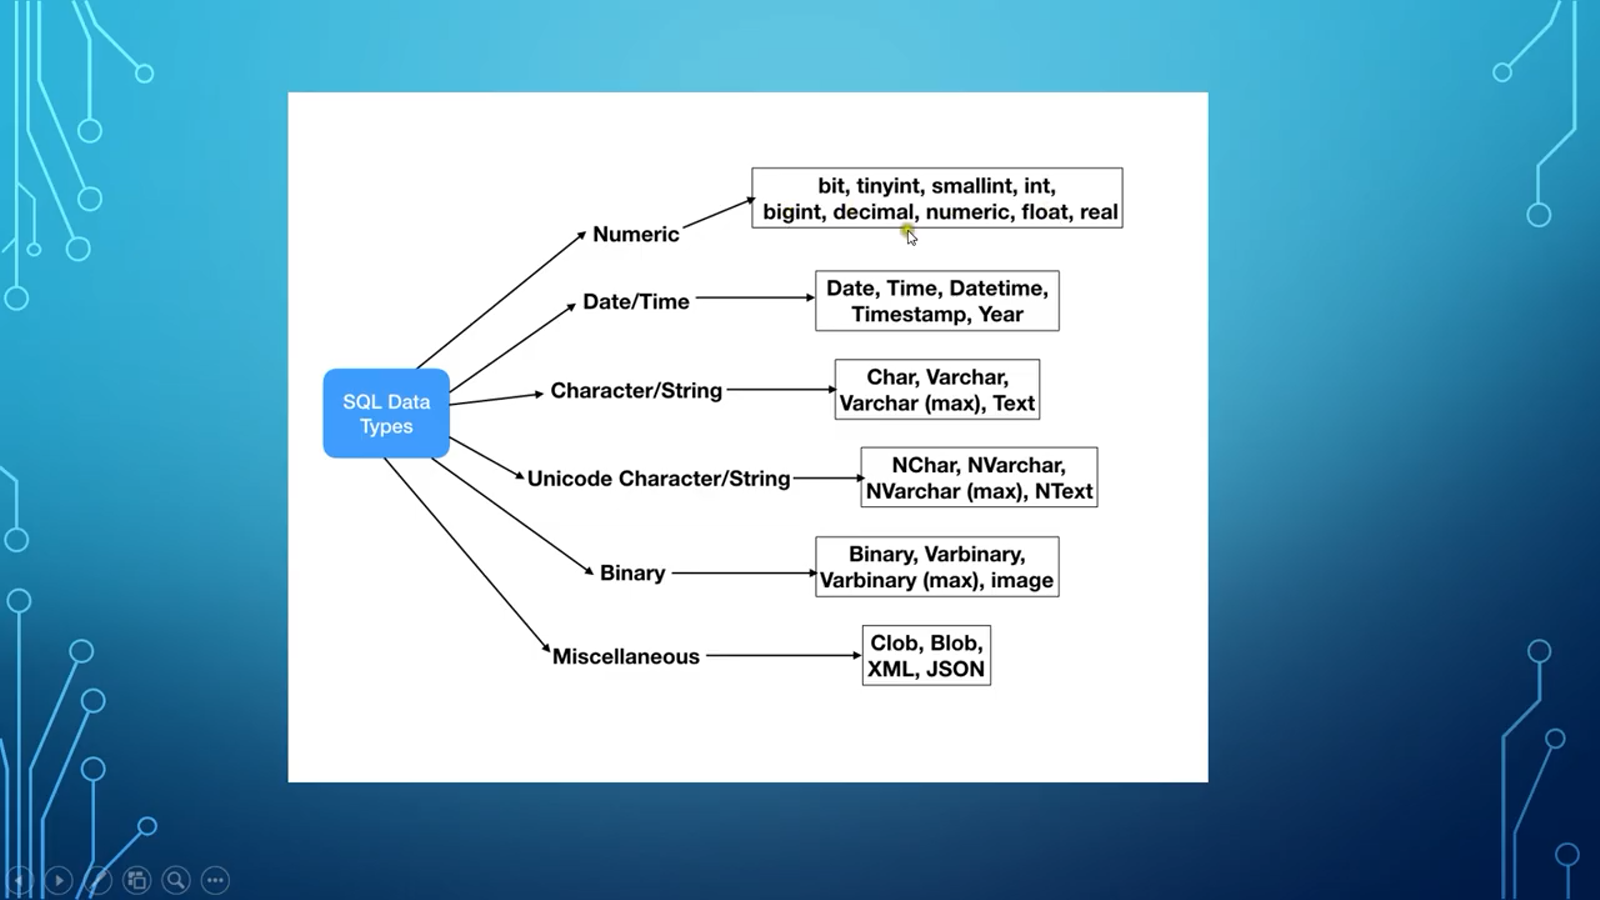 bit, tinyint, smallint, int,
bigint, decimal, numeric, float, real
Numeric
Date/Time
Date, Time, Datetime,
Timestamp, Year
Character/String
Char, Varchar,
Varchar (max), Text
SQL Data
Types
Unicode Character/String
NChar, NVarchar,
NVarchar (max), NText
Binary
Binary, Varbinary,
Varbinary (max), image
Miscellaneous
Clob, Blob,
XML, JSON